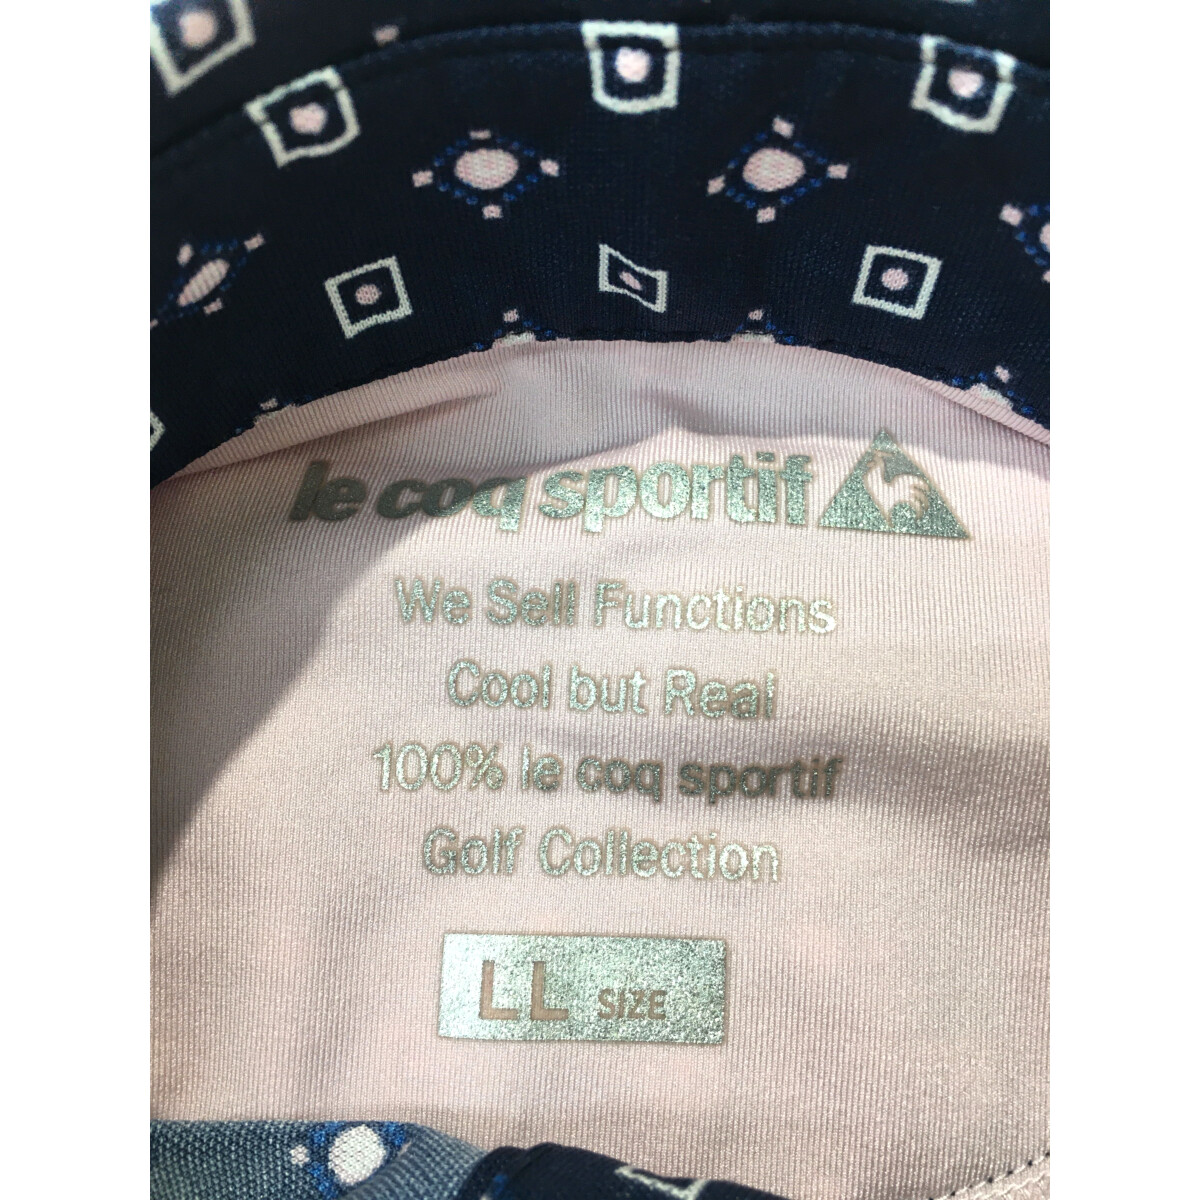 le coq sportif
We Sell Functions
Cool but Real
100% le coq sportif
Golf Collection
LL SIZE